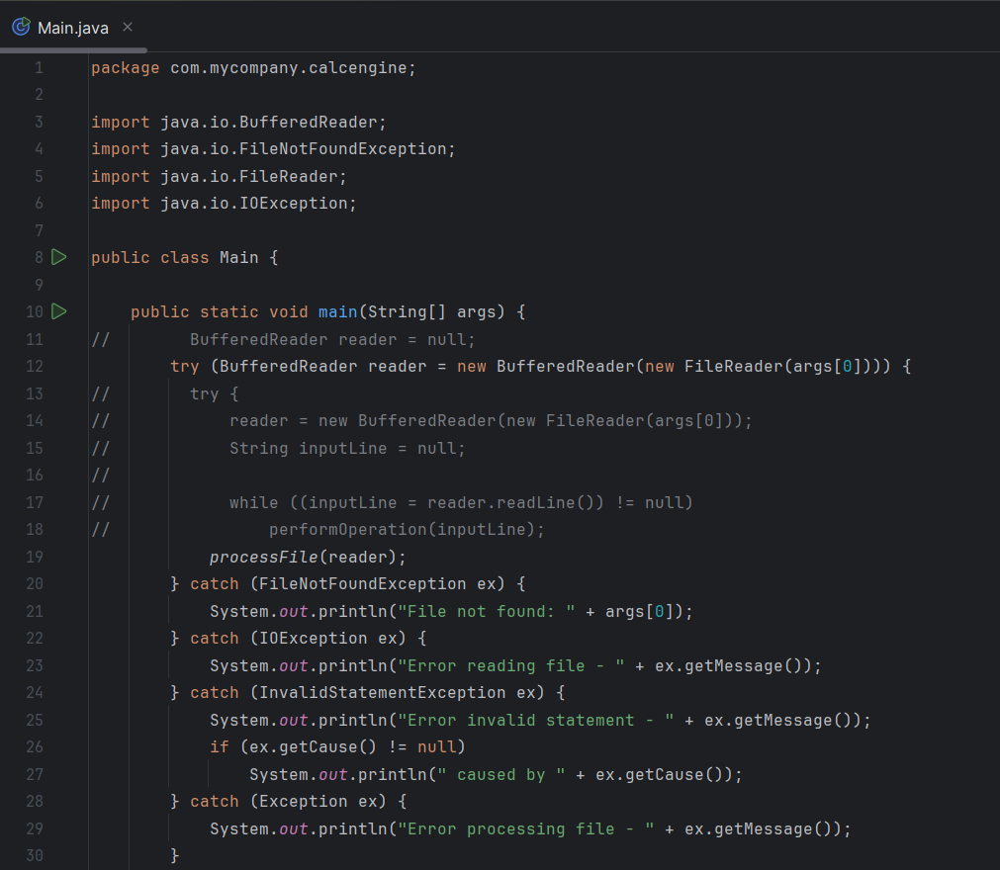 Main.java
1 package com.mycompany.calcengine;
2
3 import java.io.BufferedReader;
4 import java.io.FileNotFoundException;
5 import java.io.FileReader;
6 import java.io.IOException;
7
8 public class Main {
9
10     public static void main(String[] args) {
11 //        BufferedReader reader = null;
12         try (BufferedReader reader = new BufferedReader(new FileReader(args[0]))) {
13 //        try {
14 //            reader = new BufferedReader(new FileReader(args[0]));
15 //            String inputLine = null;
16 //
17 //            while ((inputLine = reader.readLine()) != null)
18 //                performOperation(inputLine);
19             processFile(reader);
20         } catch (FileNotFoundException ex) {
21             System.out.println("File not found: " + args[0]);
22         } catch (IOException ex) {
23             System.out.println("Error reading file - " + ex.getMessage());
24         } catch (InvalidStatementException ex) {
25             System.out.println("Error invalid statement - " + ex.getMessage());
26             if (ex.getCause() != null)
27                 System.out.println(" caused by " + ex.getCause());
28         } catch (Exception ex) {
29             System.out.println("Error processing file - " + ex.getMessage());
30         }